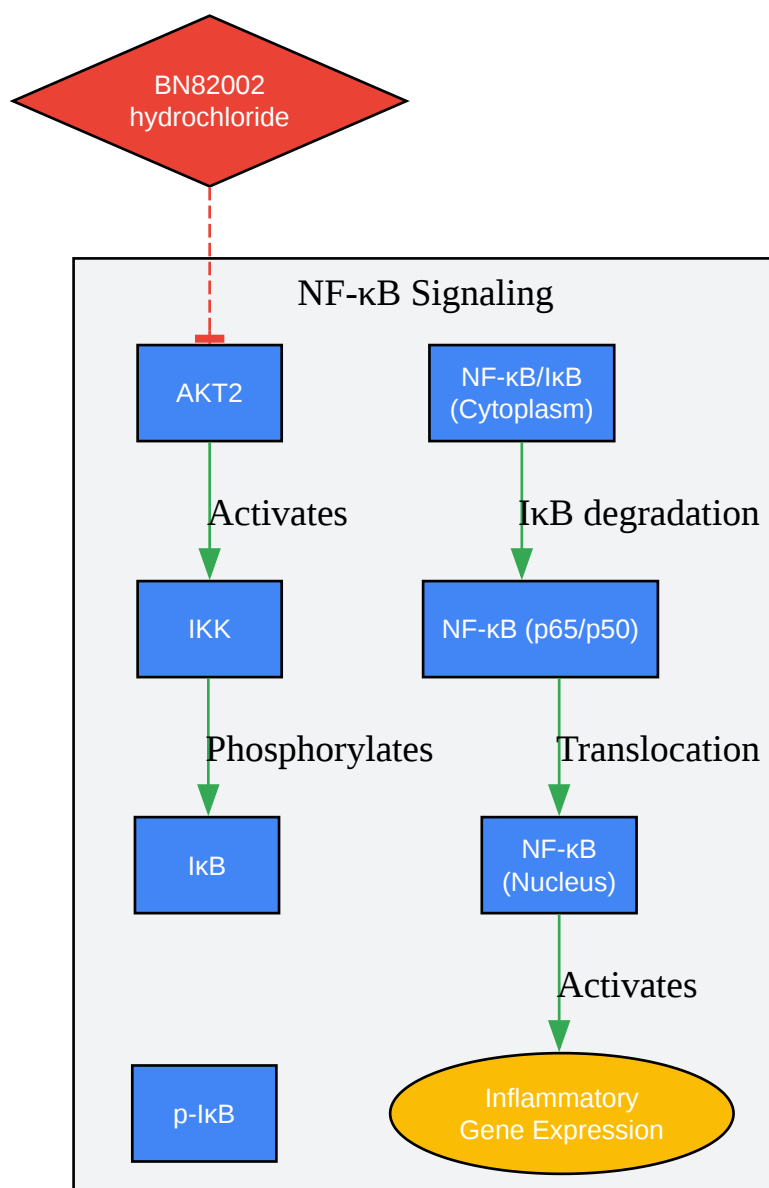 BN82002
hydrochloride
NF-κB Signaling
AKT2
NF-κB/IκB
(Cytoplasm)
Activates
IκB degradation
IKK
NF-κB (p65/p50)
Phosphorylates
Translocation
IκB
NF-κB
(Nucleus)
Activates
p-IκB
Inflammatory
Gene Expression